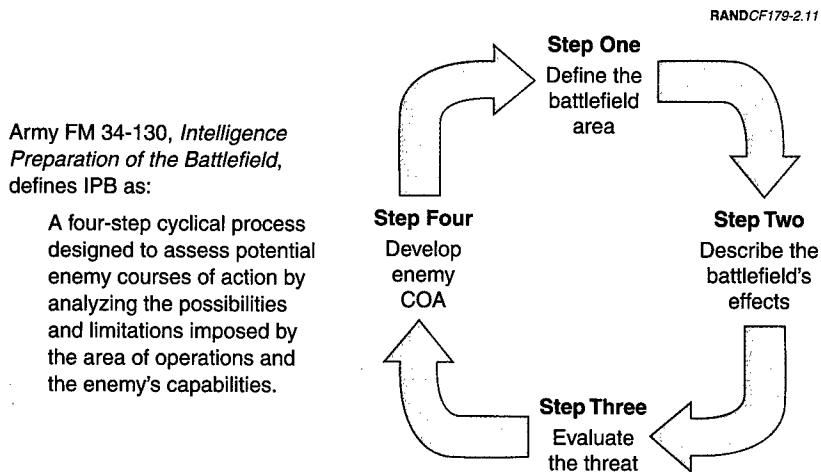 RANDCF179-2.11
Army FM 34-130, Intelligence
Preparation of the Battlefield,
defines IPB as:
A four-step cyclical process
designed to assess potential
enemy courses of action by
analyzing the possibilities
and limitations imposed by
the area of operations and
the enemy's capabilities.
Step One
Define the
battlefield
area
Step Two
Describe the
battlefield's
effects
Step Three
Evaluate
the threat
Step Four
Develop
enemy
COA